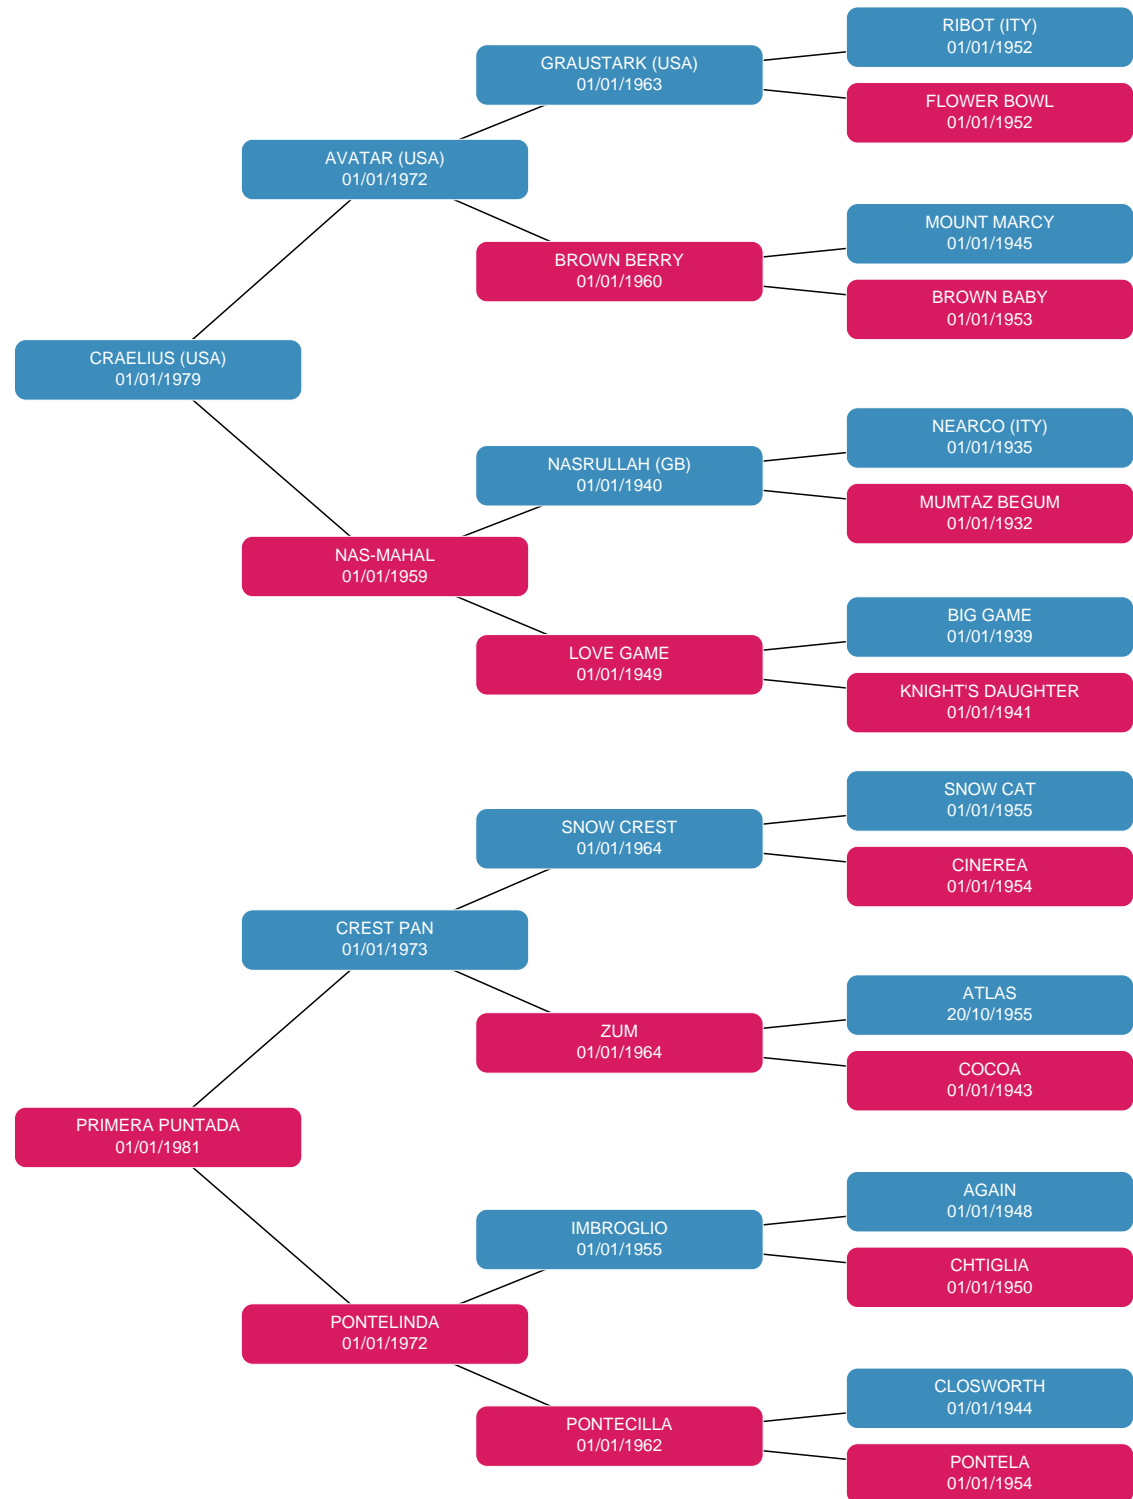 RIBOT (ITY)
01/01/1952
GRAUSTARK (USA)
01/01/1963
FLOWER BOWL
01/01/1952
AVATAR (USA)
01/01/1972
MOUNT MARCY
01/01/1945
BROWN BERRY
01/01/1960
BROWN BABY
01/01/1953
CRAELIUS (USA)
01/01/1979
NEARCO (ITY)
01/01/1935
NASRULLAH (GB)
01/01/1940
MUMTAZ BEGUM
01/01/1932
NAS-MAHAL
01/01/1959
BIG GAME
01/01/1939
LOVE GAME
01/01/1949
KNIGHT'S DAUGHTER
01/01/1941
SNOW CAT
01/01/1955
SNOW CREST
01/01/1964
CINEREA
01/01/1954
CREST PAN
01/01/1973
ATLAS
20/10/1955
ZUM
01/01/1964
COCOA
01/01/1943
PRIMERA PUNTADA
01/01/1981
AGAIN
01/01/1948
IMBROGLIO
01/01/1955
CHTIGLIA
01/01/1950
PONTELINDA
01/01/1972
CLOSWORTH
01/01/1944
PONTECILLA
01/01/1962
PONTELA
01/01/1954